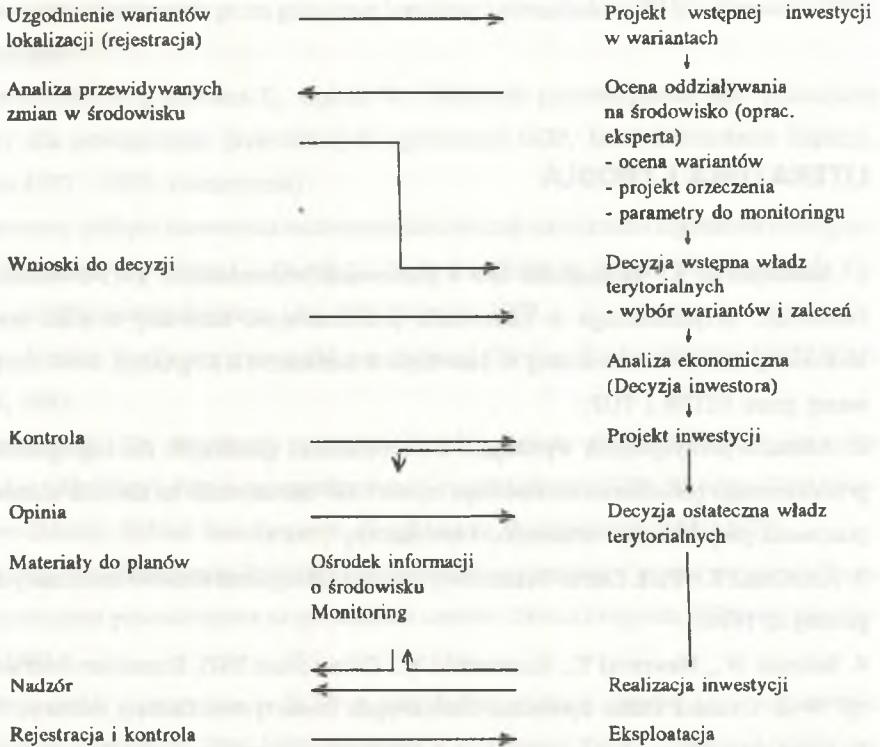 Uzgodnienie wariantów
lokalizacji (rejestracja)
Projekt wstępnej inwestycji
w wariantach
Analiza przewidywanych
zmian w środowisku
Ocena oddziaływania
na środowisko (oprac.
eksperta)
- ocena wariantów
- projekt orzeczenia
- parametry do monitoringu
Wnioski do decyzji
Decyzja wstępna władz
terytorialnych
- wybór wariantów i zaleceń
Analiza ekonomiczna
(Decyzja inwestora)
Kontrola
Projekt inwestycji
Opinia
Decyzja ostateczna władz
terytorialnych
Materiały do planów
Ośrodek informacji
o środowisku
Monitoring
Nadzór
Realizacja inwestycji
Rejestracja i kontrola
Eksploatacja